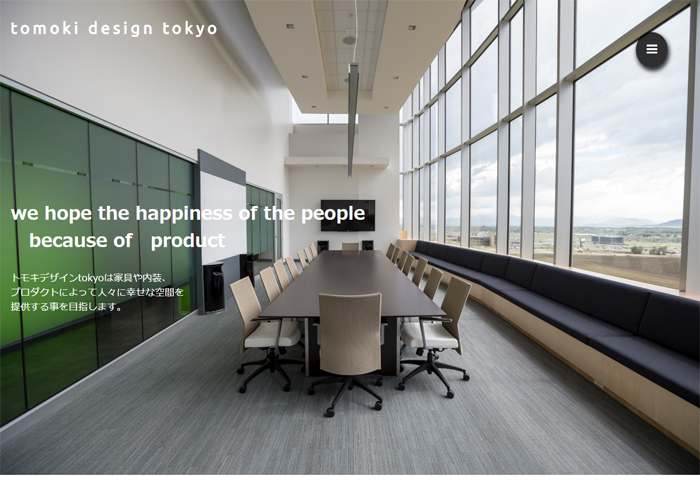 tomoki design tokyo
we hope the happiness of the people
because of product
トモキデザインtokyoは家具や内装、
プロダクトによって人々に幸せな空間を
提供する事を目指します。